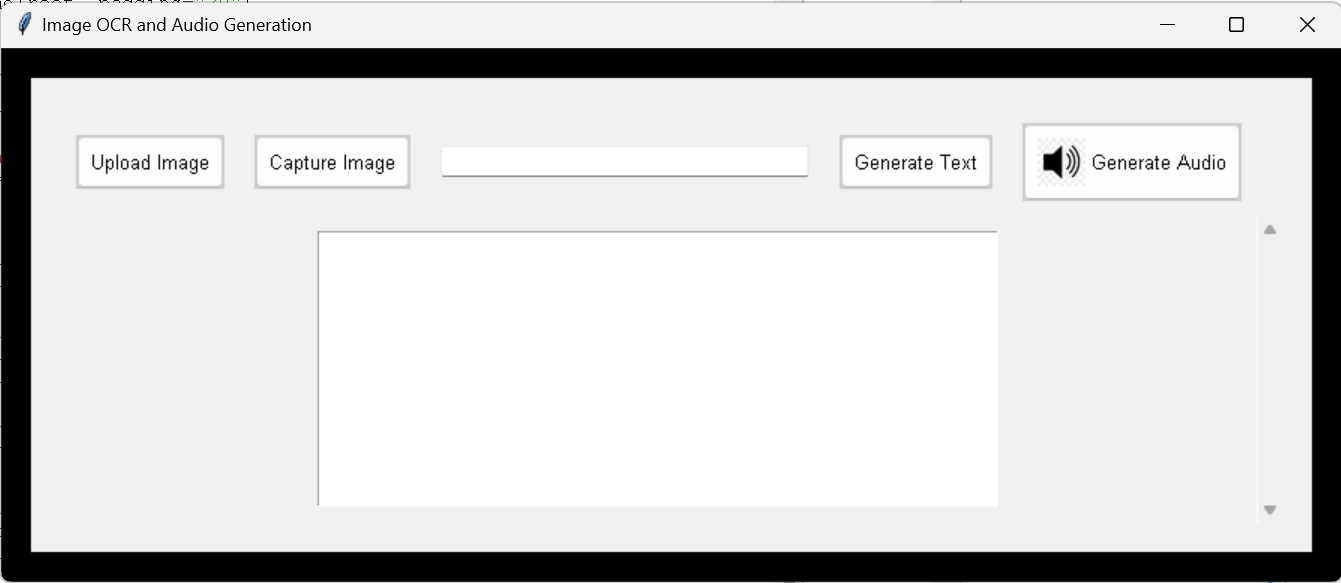 Image OCR and Audio Generation
Upload Image
Capture Image
Generate Text
Generate Audio